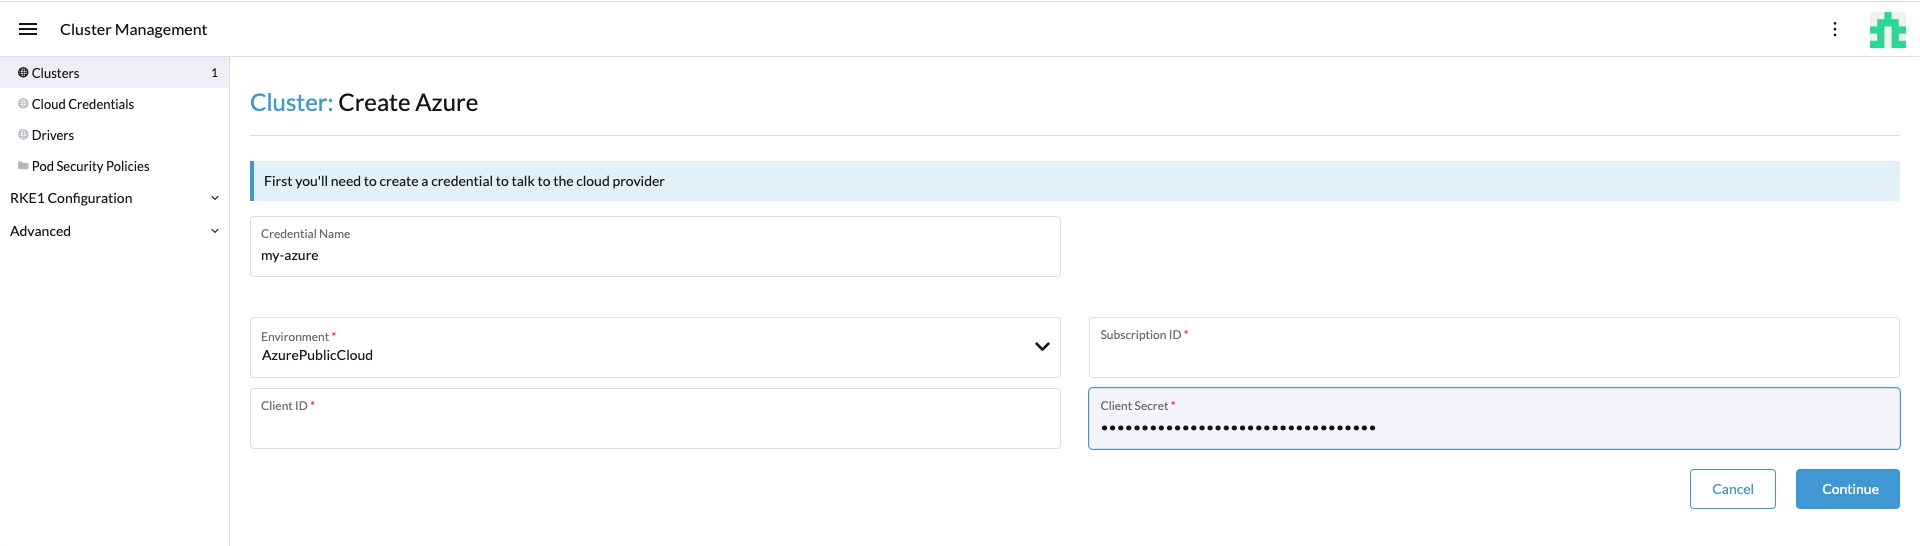 Cluster Management
Clusters 1
Cloud Credentials
Drivers
Pod Security Policies
RKE1 Configuration
Advanced
Cluster: Create Azure
First you'll need to create a credential to talk to the cloud provider
Credential Name
my-azure
Environment *
AzurePublicCloud
Subscription ID *
Client ID *
Client Secret *
••••••••••••••••••••••••••••••••••
Cancel
Continue